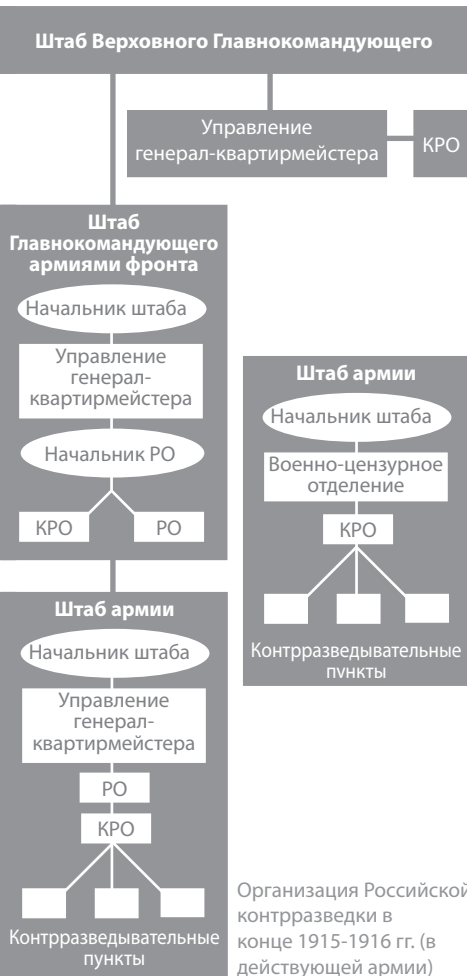 Штаб Верховного Главнокомандующего
Управление
генерал-квартирмейстера
КРО
Штаб
Главнокомандующего
армиями фронта
Начальник штаба
Управление
генерал-
квартирмейстера
Начальник РО
КРО
РО
Штаб армии
Начальник штаба
Военно-цензурное
отделение
КРО
Контрразведывательные
пункты
Штаб армии
Начальник штаба
Управление
генерал-
квартирмейстера
РО
КРО
Контрразведывательные
пункты
Организация Российской
контрразведки в
конце 1915-1916 гг. (в
действующей армии)